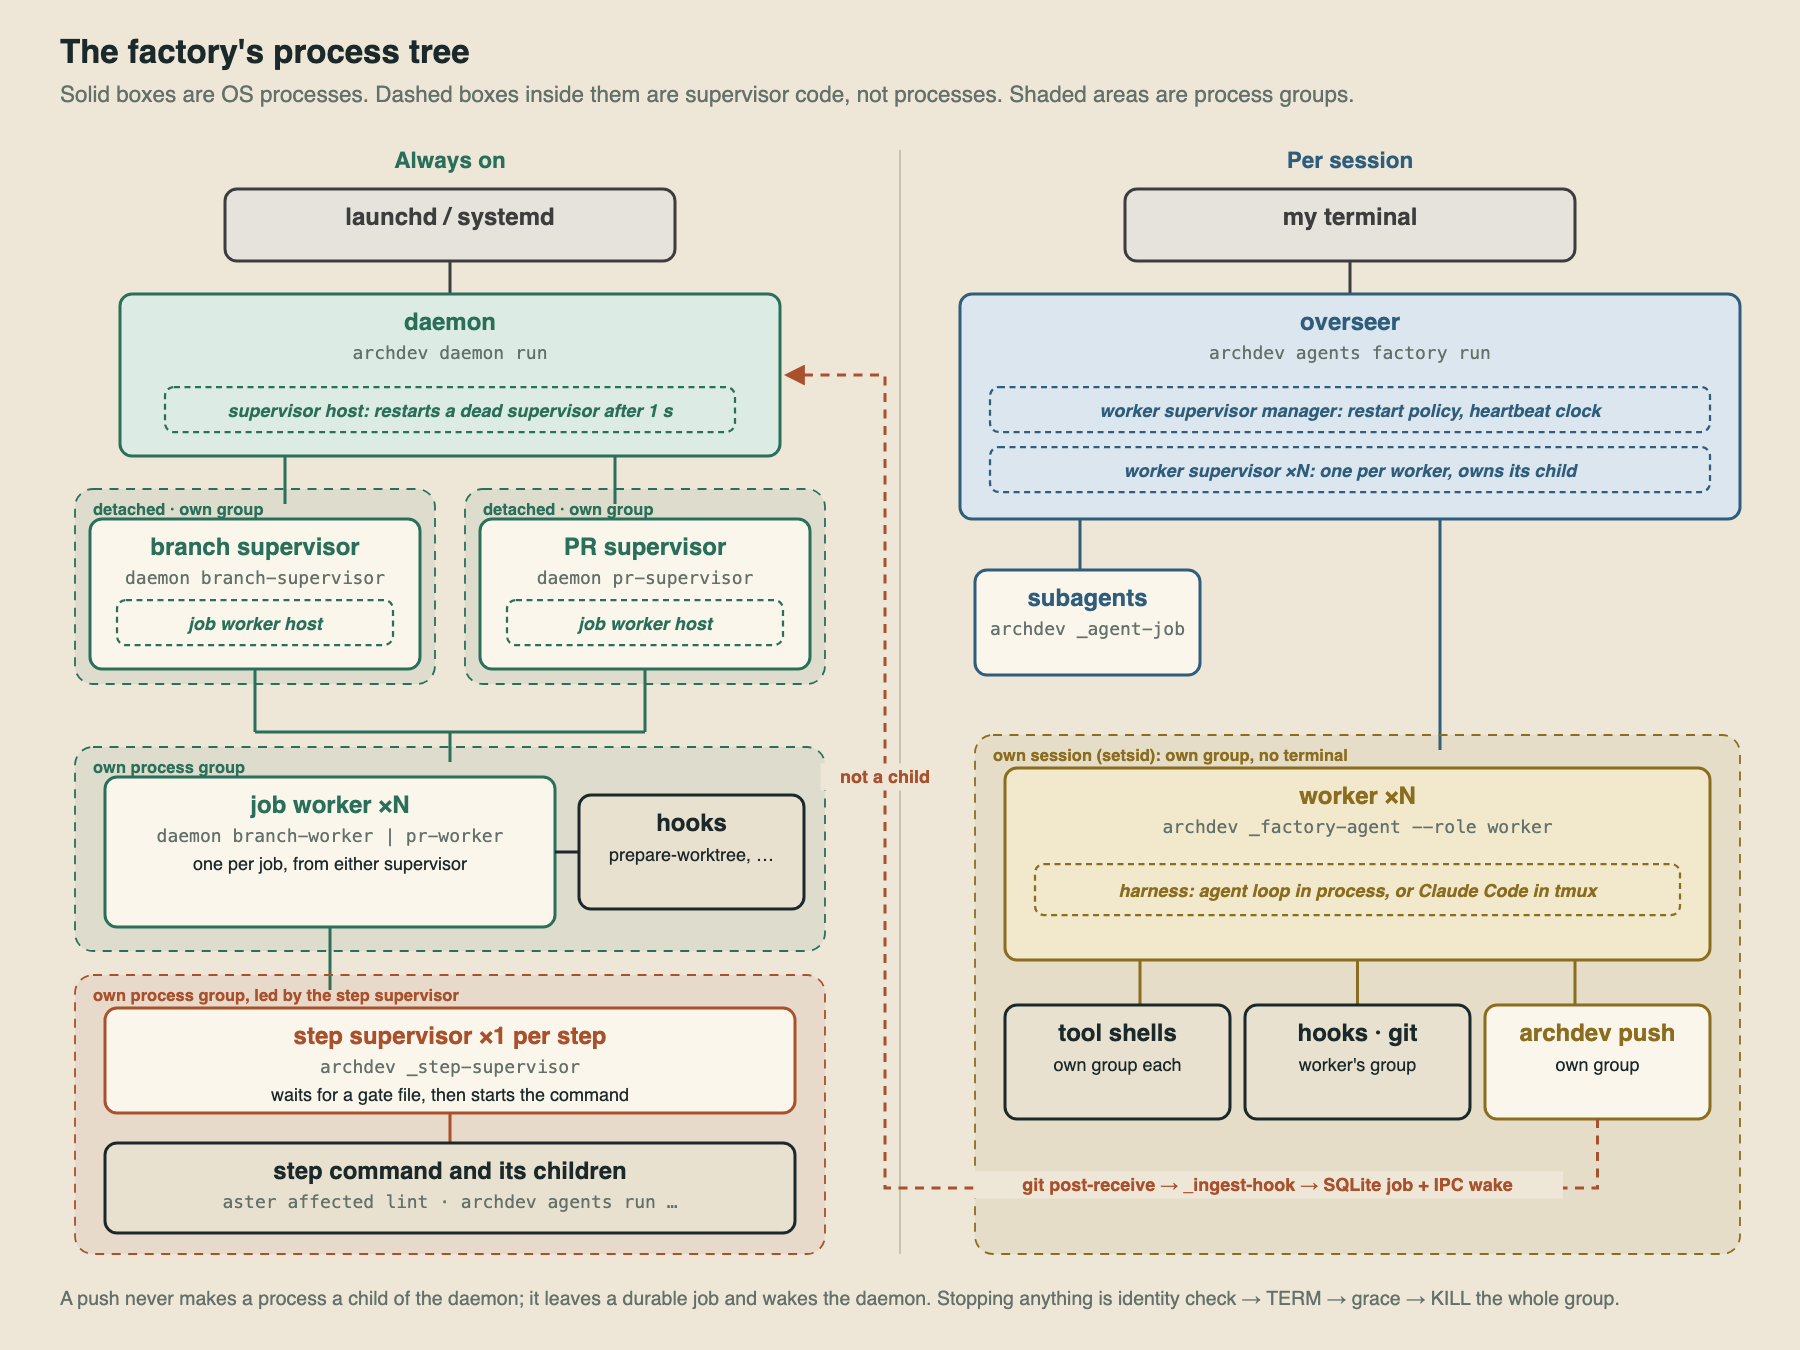 The factory's process tree
Solid boxes are OS processes. Dashed boxes inside them are supervisor code, not processes. Shaded areas are process groups.
Always on
launchd / systemd
daemon
archdev daemon run
supervisor host: restarts a dead supervisor after 1 s
detached · own group
branch supervisor
daemon branch-supervisor
job worker host
detached · own group
PR supervisor
daemon pr-supervisor
job worker host
own process group
job worker ×N
daemon branch-worker | pr-worker
one per job, from either supervisor
hooks
prepare-worktree, …
own process group, led by the step supervisor
step supervisor ×1 per step
archdev _step-supervisor
waits for a gate file, then starts the command
step command and its children
aster affected lint · archdev agents run …
not a child
Per session
my terminal
overseer
archdev agents factory run
worker supervisor manager: restart policy, heartbeat clock
worker supervisor ×N: one per worker, owns its child
subagents
archdev _agent-job
own session (setsid): own group, no terminal
worker ×N
archdev _factory-agent --role worker
harness: agent loop in process, or Claude Code in tmux
tool shells
own group each
hooks · git
worker's group
archdev push
own group
git post-receive → _ingest-hook → SQLite job + IPC wake
A push never makes a process a child of the daemon; it leaves a durable job and wakes the daemon. Stopping anything is identity check → TERM → grace → KILL the whole group.